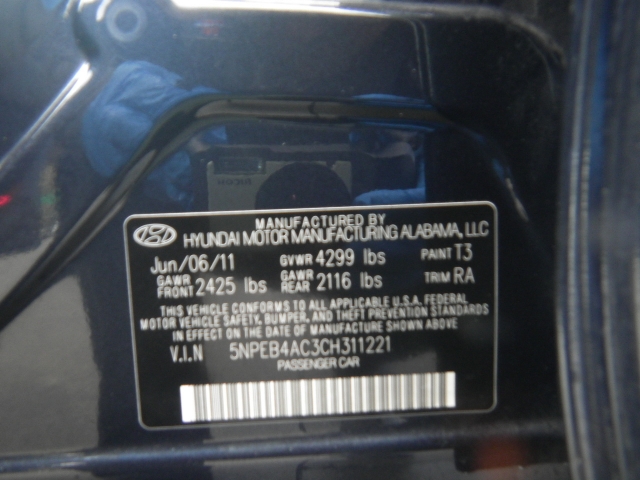 MANUFACTURED BY
HYUNDAI MOTOR MANUFACTURING ALABAMA, LLC
Jun/06/11 GVWR 4299 lbs PAINT T3
GAWR FRONT 2425 lbs GAWR REAR 2116 lbs TRIM RA
THIS VEHICLE CONFORMS TO ALL APPLICABLE U.S.A. FEDERAL
MOTOR VEHICLE SAFETY, BUMPER, AND THEFT PREVENTION STANDARDS
IN EFFECT ON THE DATE OF MANUFACTURE SHOWN ABOVE.
V.I.N 5NPEB4AC3CH311221
PASSENGER CAR